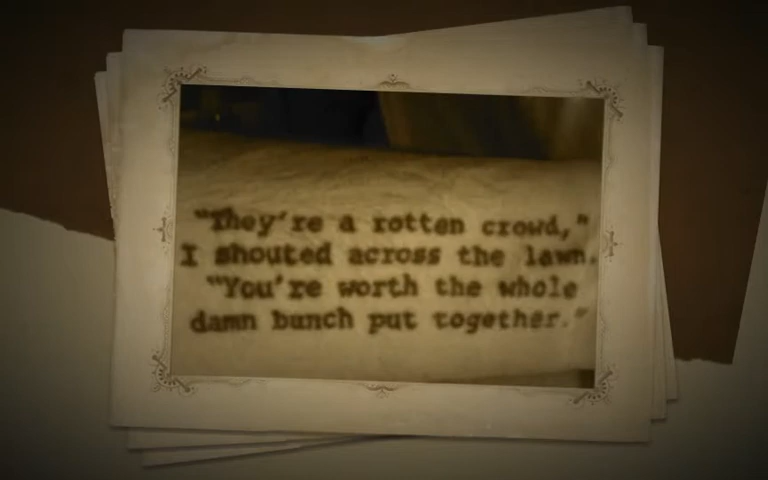 "They're a rotten crowd,"
I shouted across the lawn.
"You're worth the whole
damn bunch put together."